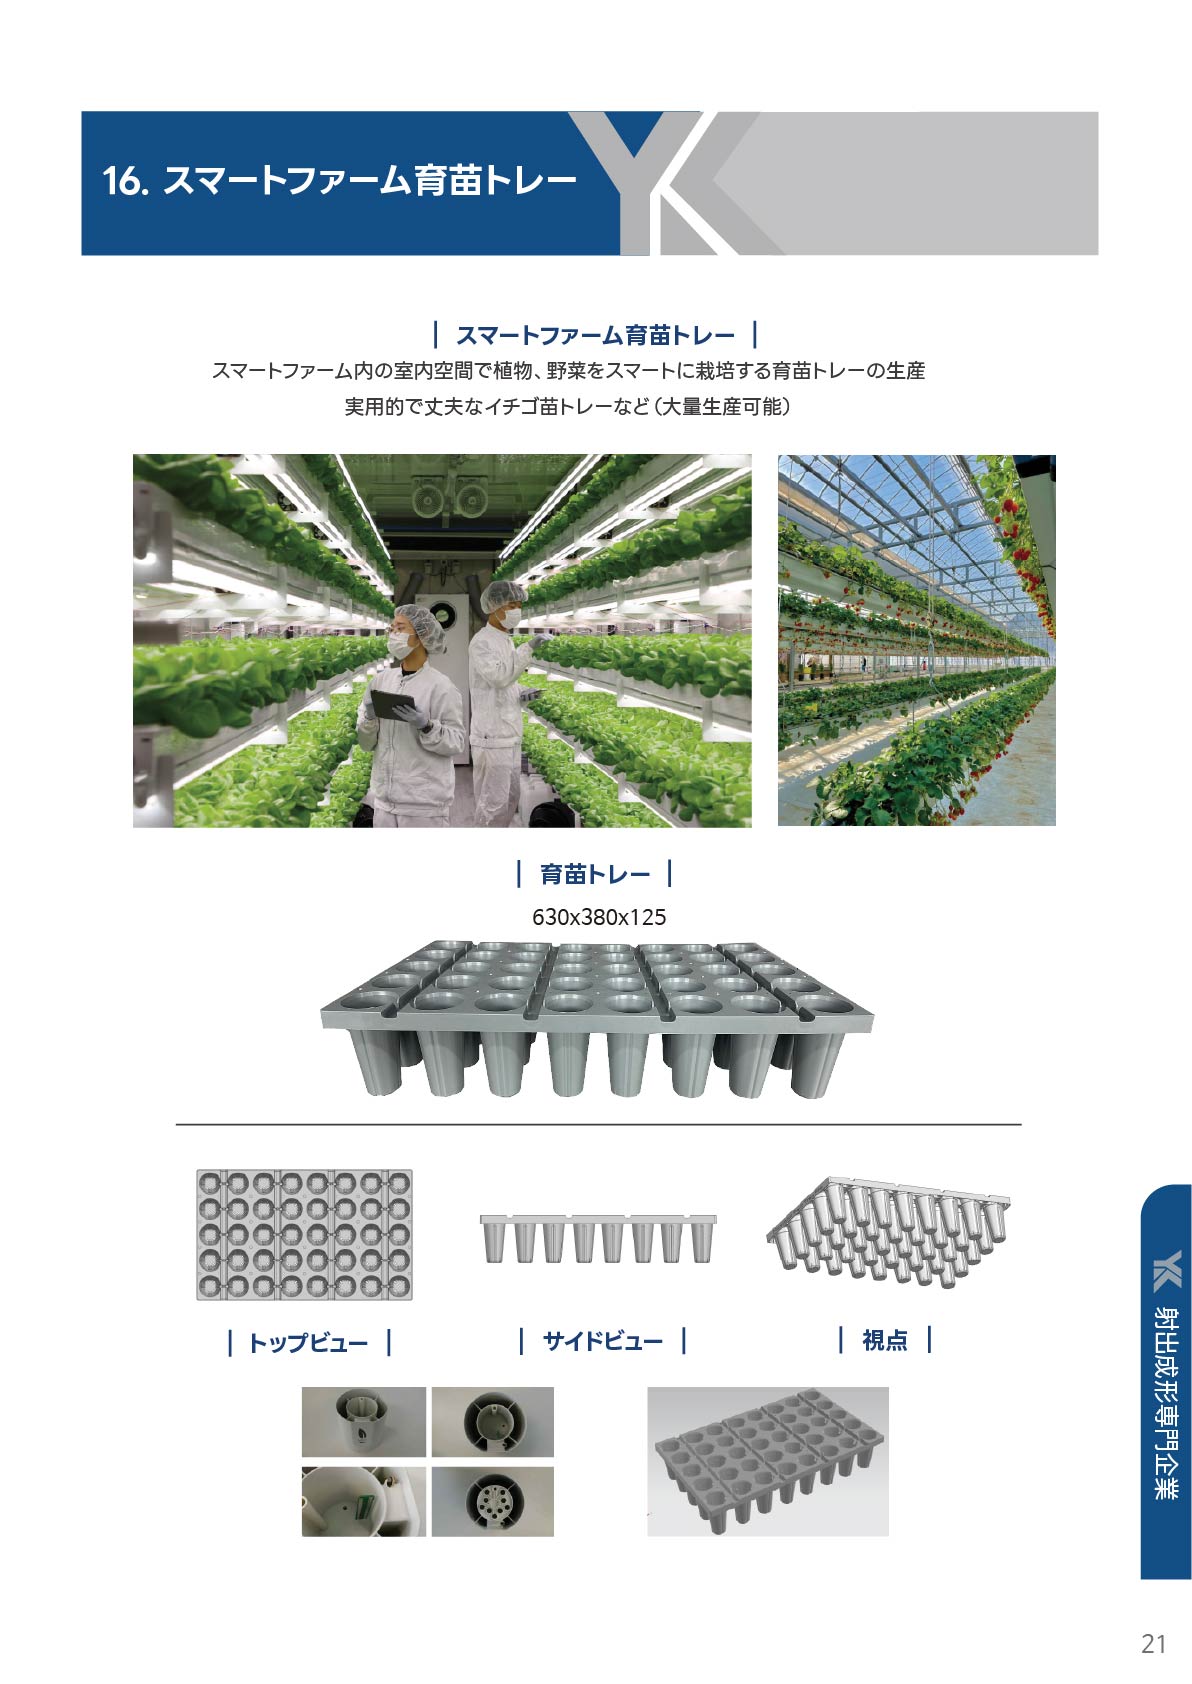 16. スマートファーム育苗トレー
スマートファーム育苗トレー
スマートファーム内の室内空間で植物、野菜をスマートに栽培する育苗トレーの生産
実用的で丈夫なイチゴ苗トレーなど（大量生産可能）
育苗トレー
630x380x125
トップビュー
サイドビュー
視点
YK 射出成形専門企業
21